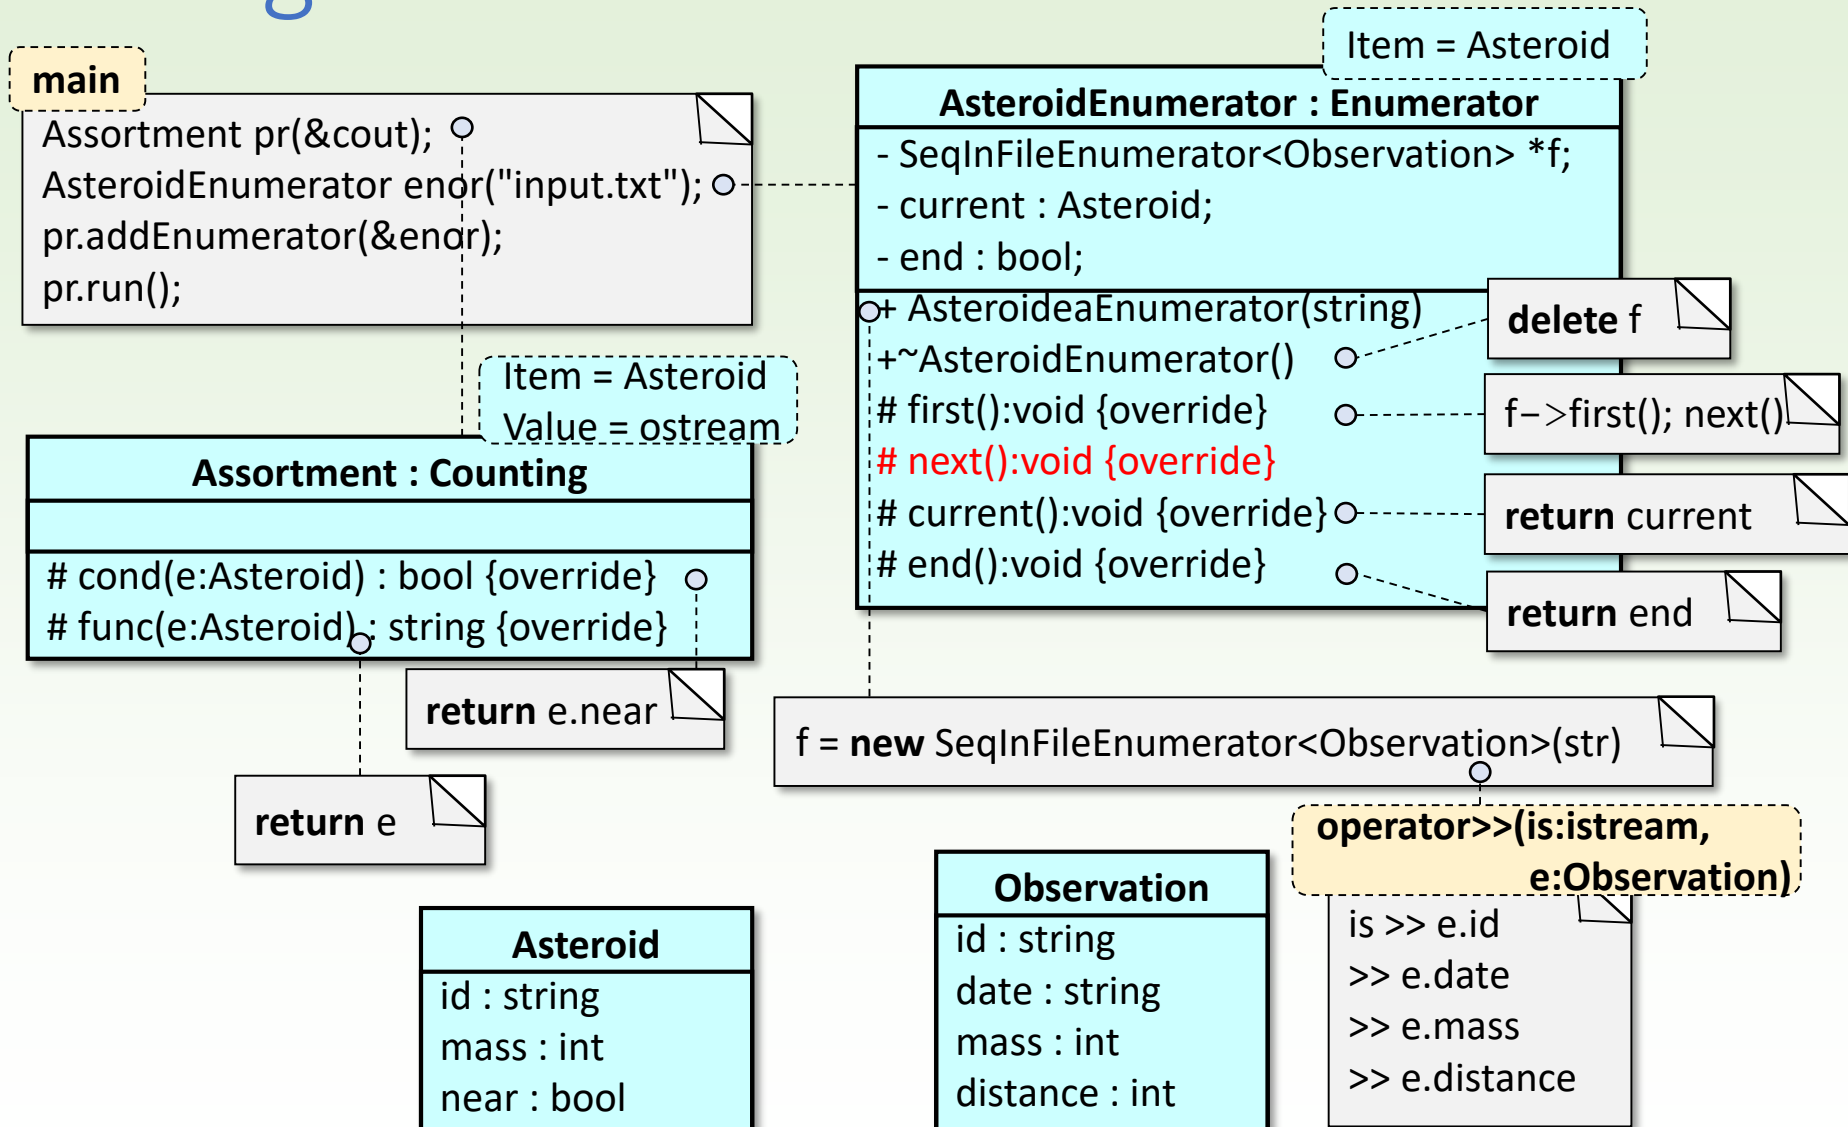 main
Assortment pr(&cout);
AsteroidEnumerator enor("input.txt");
pr.addEnumerator(&enor);
pr.run();
Item = Asteroid
AsteroidEnumerator : Enumerator
- SeqInFileEnumerator<Observation> *f;
- current : Asteroid;
- end : bool;
+ AsteroideaEnumerator(string)
+~AsteroidEnumerator()
# first():void {override}
# next():void {override}
# current():void {override}
# end():void {override}
delete f
f->first(); next()
return current
return end
Item = Asteroid
Value = ostream
Assortment : Counting
# cond(e:Asteroid) : bool {override}
# func(e:Asteroid) : string {override}
return e.near
return e
f = new SeqInFileEnumerator<Observation>(str)
operator>>(is:istream,
e:Observation)
is >> e.id
>> e.date
>> e.mass
>> e.distance
Observation
id : string
date : string
mass : int
distance : int
Asteroid
id : string
mass : int
near : bool